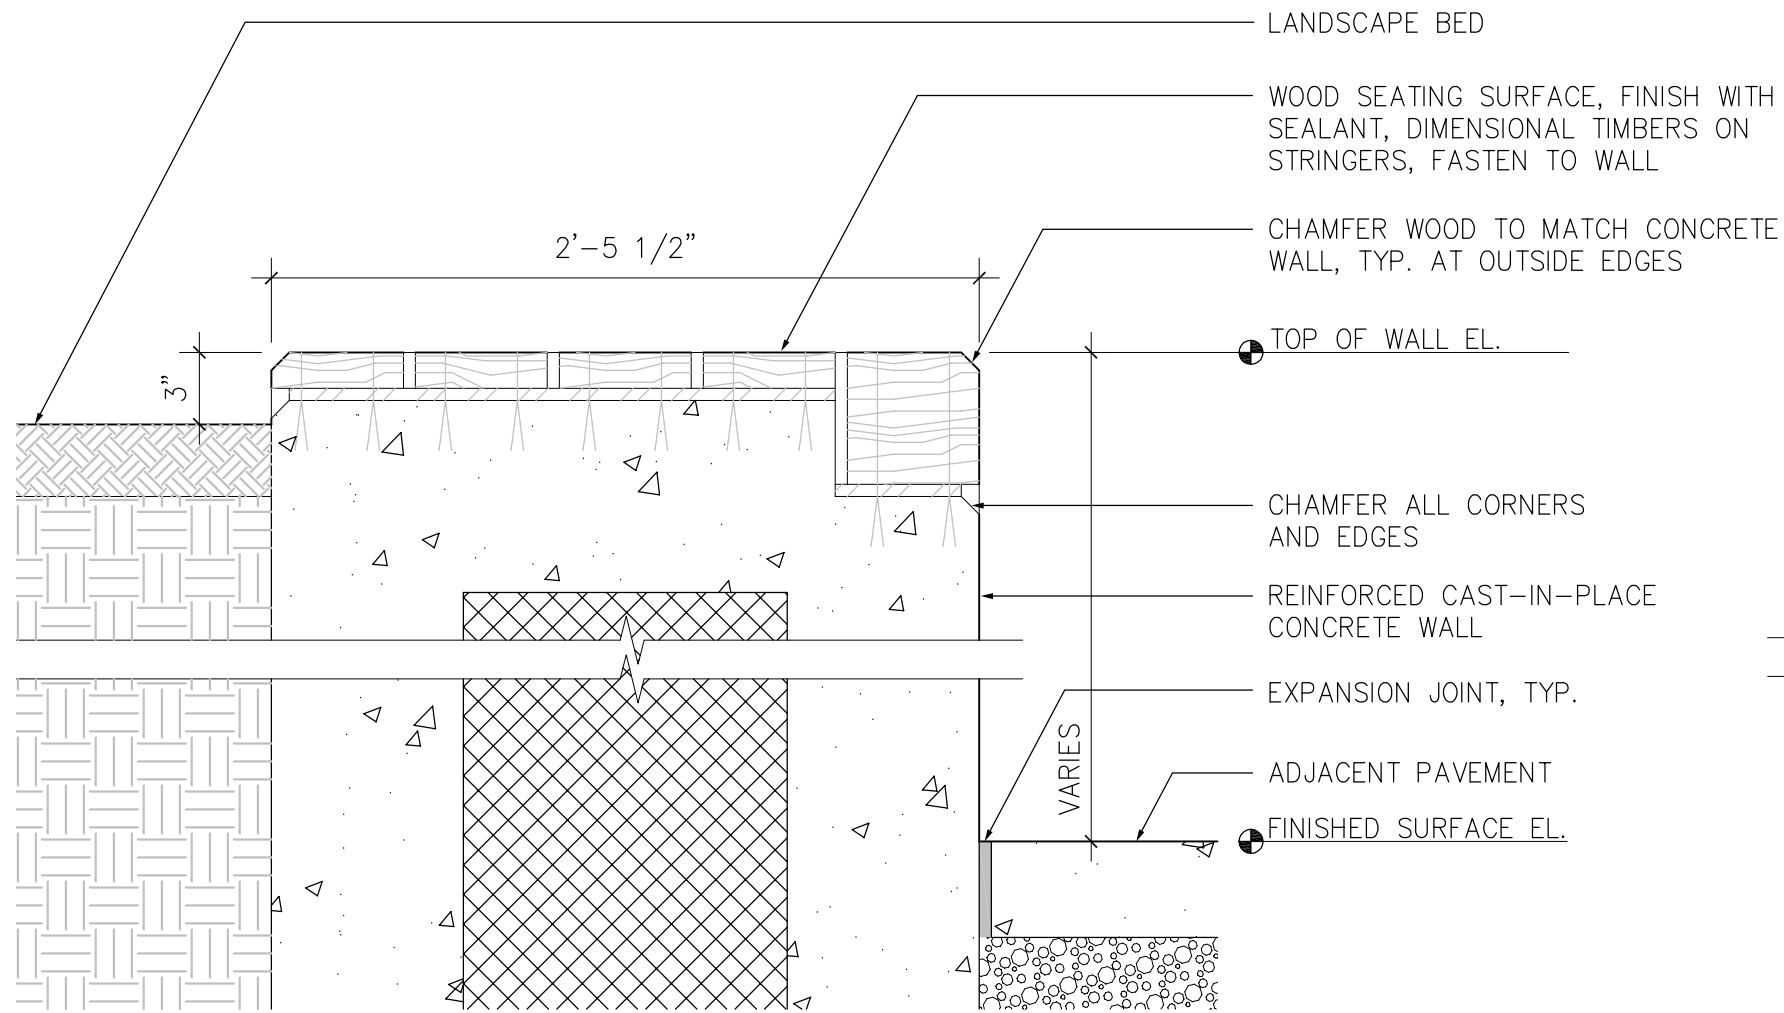 LANDSCAPE BED
WOOD SEATING SURFACE, FINISH WITH
SEALANT, DIMENSIONAL TIMBERS ON
STRINGERS, FASTEN TO WALL
CHAMFER WOOD TO MATCH CONCRETE
WALL, TYP. AT OUTSIDE EDGES
2'-5 1/2"
TOP OF WALL EL.
3"
CHAMFER ALL CORNERS
AND EDGES
REINFORCED CAST-IN-PLACE
CONCRETE WALL
EXPANSION JOINT, TYP.
VARIES
ADJACENT PAVEMENT
FINISHED SURFACE EL.